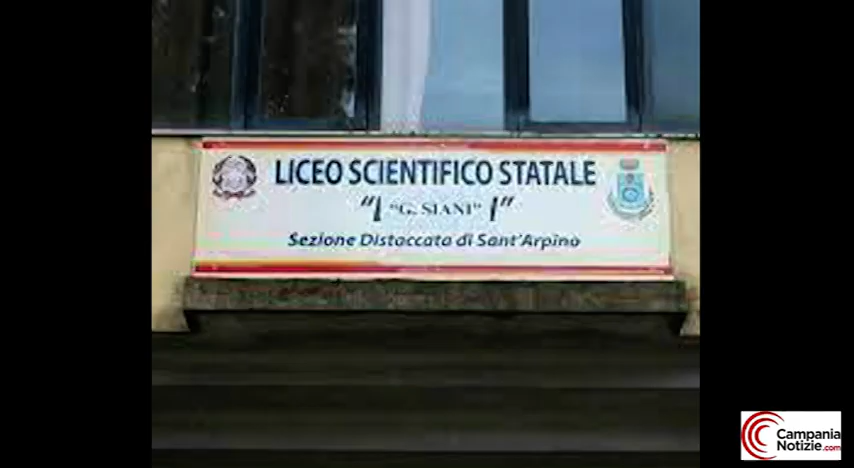 LICEO SCIENTIFICO STATALE
"[ "G. SIANI" ]"
Sezione Distaccata di Sant'Arpino
Campania
Notizie.com